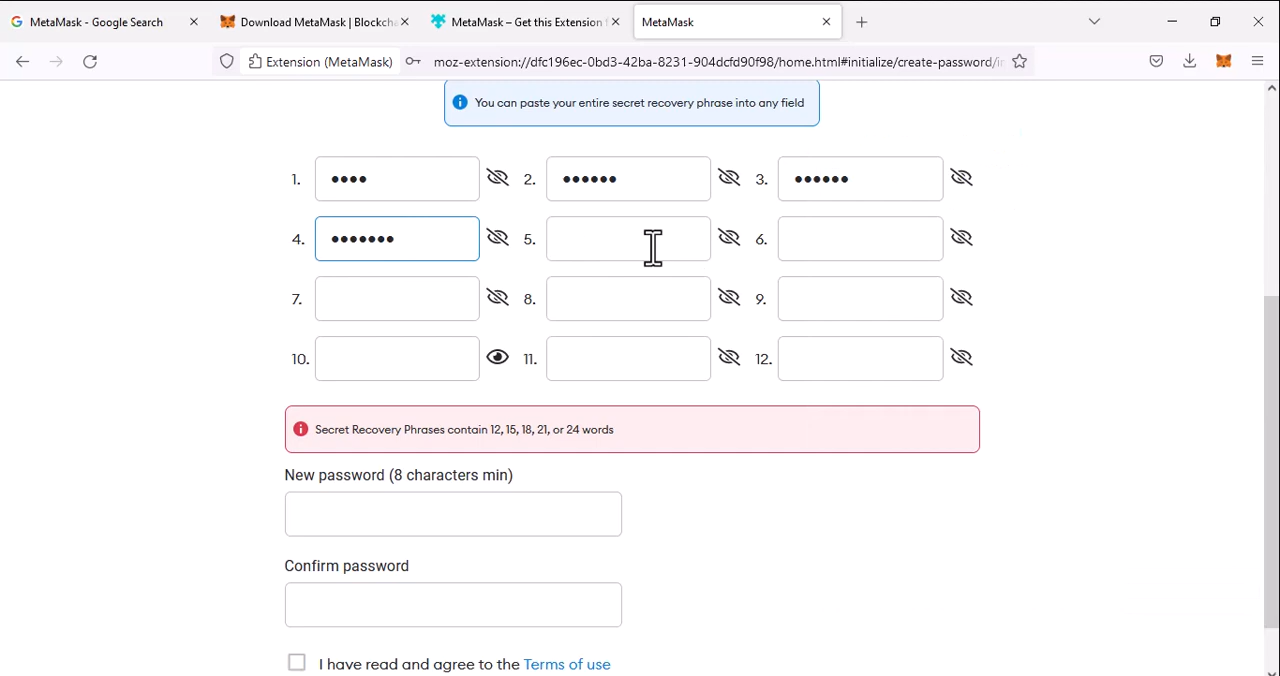 MetaMask - Google Search
Download MetaMask | Blockcha
MetaMask – Get this Extension f
MetaMask
Extension (MetaMask)
moz-extension://dfc196ec-0bd3-42ba-8231-904dcfd90f98/home.html#initialize/create-password/i
You can paste your entire secret recovery phrase into any field
1. •••• 2. •••••• 3. ••••••
4. ••••••• 5. 6.
7. 8. 9.
10. 11. 12.
Secret Recovery Phrases contain 12, 15, 18, 21, or 24 words
New password (8 characters min)
Confirm password
I have read and agree to the Terms of use